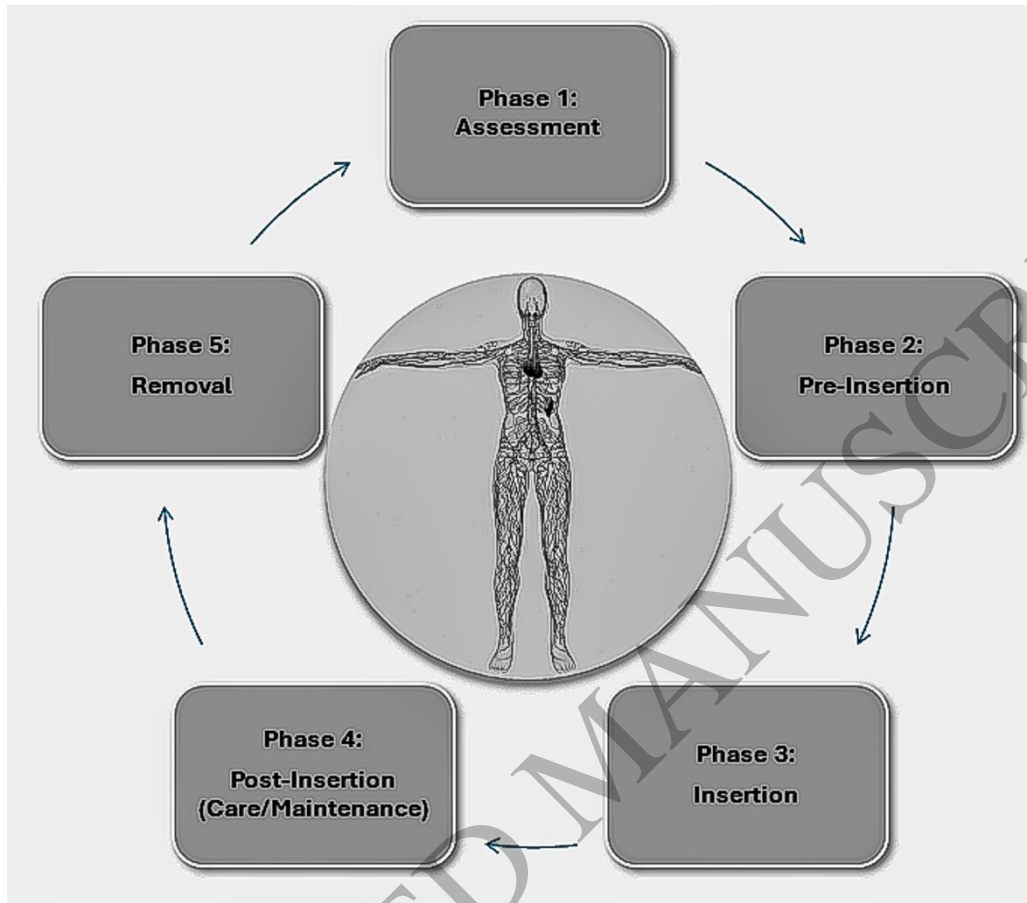 Phase 1:
Assessment
Phase 2:
Pre-Insertion
Phase 3:
Insertion
Phase 4:
Post-Insertion
(Care/Maintenance)
Phase 5:
Removal